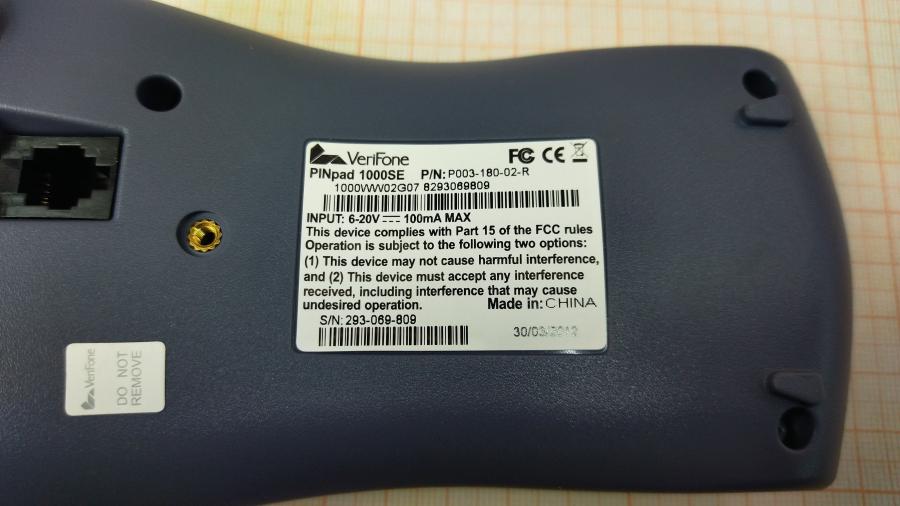 VeriFone
FC CE
PINpad 1000SE P/N: P003-180-02-R
1000WW02G07 8293069809
INPUT: 6-20V 100mA MAX
This device complies with Part 15 of the FCC rules
Operation is subject to the following two options:
(1) This device may not cause harmful interference,
and (2) This device must accept any interference
received, including interference that may cause
undesired operation. Made in: CHINA
S/N: 293-069-809
VeriFone
DO NOT
REMOVE